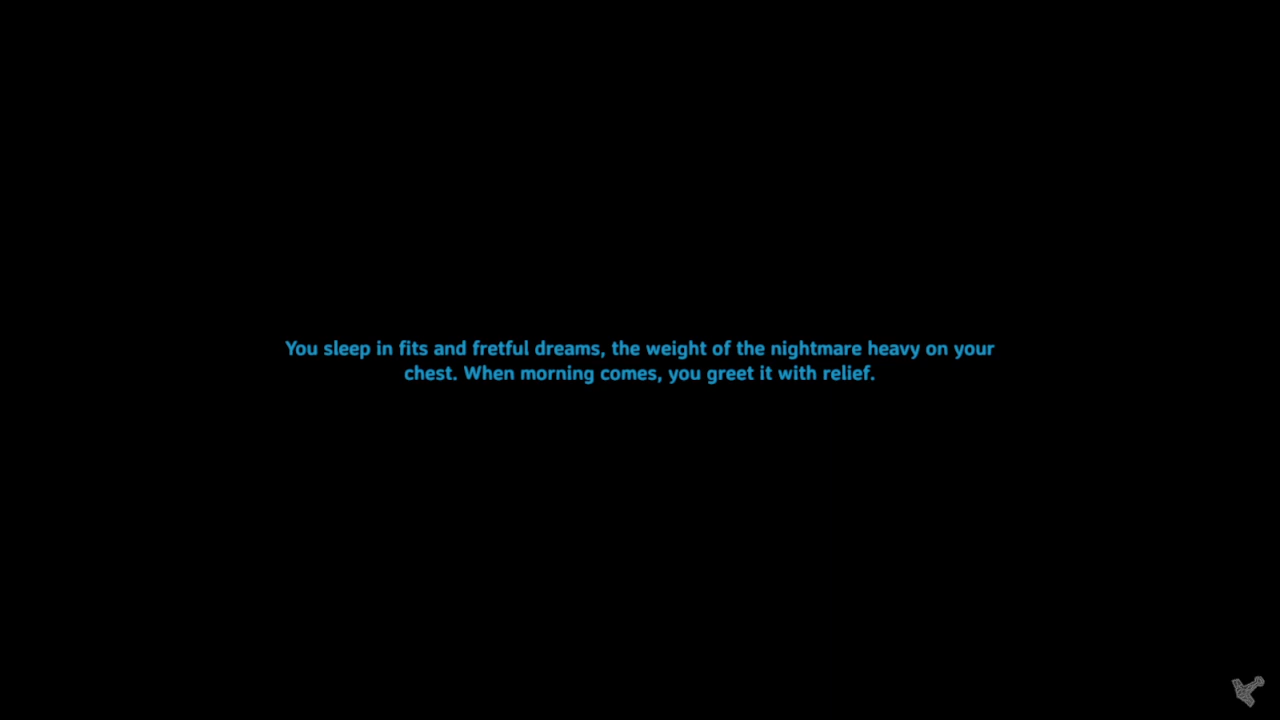 You sleep in fits and fretful dreams, the weight of the nightmare heavy on your
chest. When morning comes, you greet it with relief.